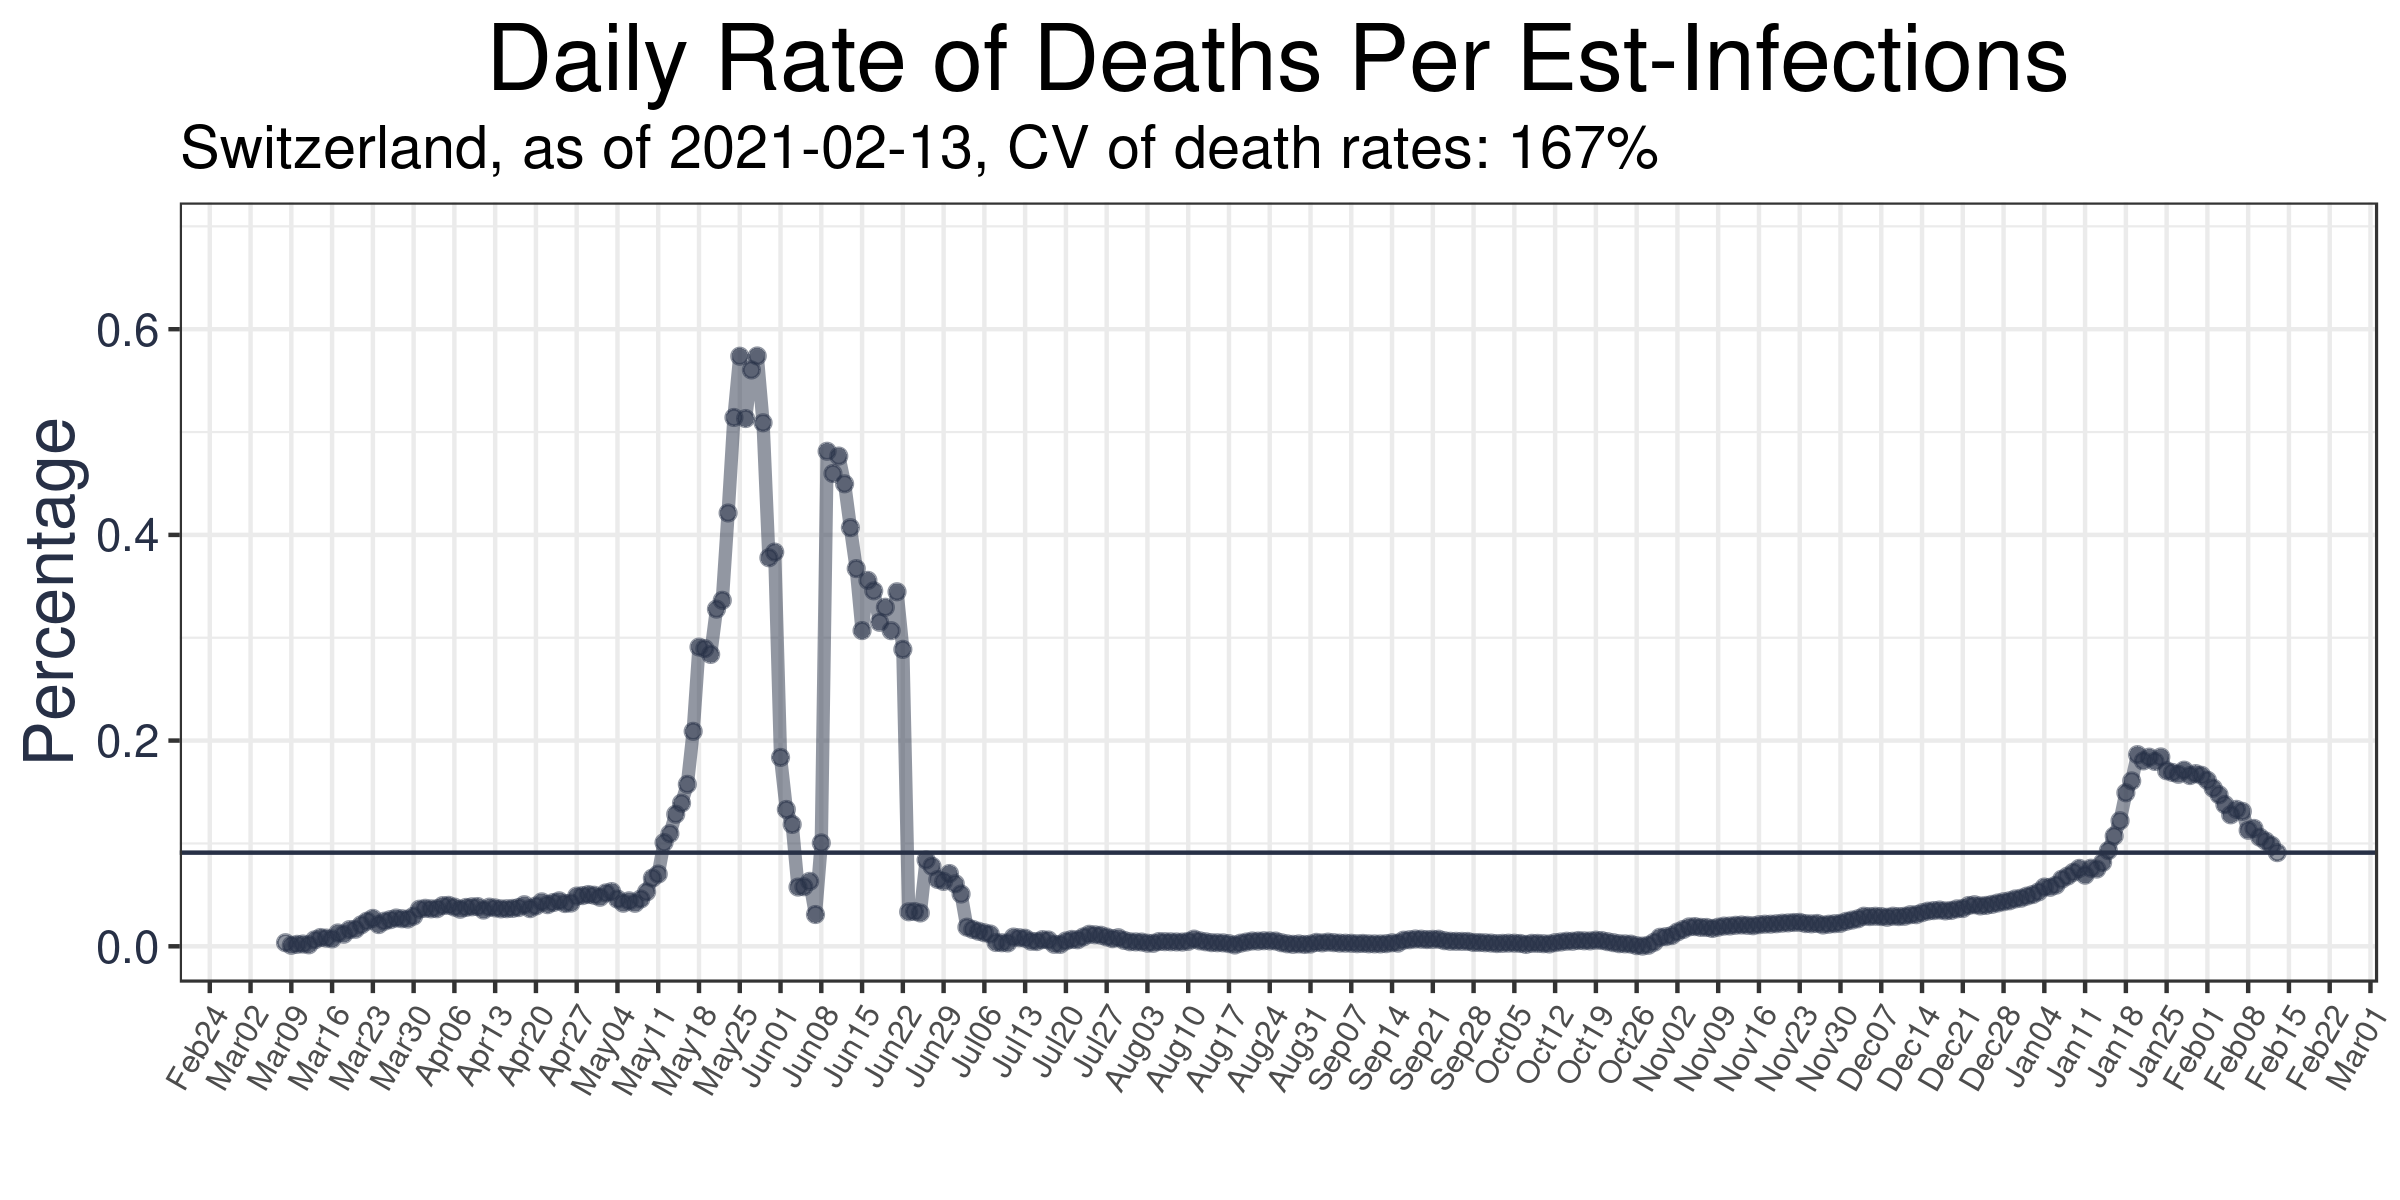 Daily Rate of Deaths Per Est-Infections
Switzerland, as of 2021-02-13, CV of death rates: 167%
Percentage
0.6
0.4
0.2
0.0
Feb24
Mar02
Mar09
Mar16
Mar23
Mar30
Apr06
Apr13
Apr20
Apr27
May04
May11
May18
May25
Jun01
Jun08
Jun15
Jun22
Jun29
Jul06
Jul13
Jul20
Jul27
Aug03
Aug10
Aug17
Aug24
Aug31
Sep07
Sep14
Sep21
Sep28
Oct05
Oct12
Oct19
Oct26
Nov02
Nov09
Nov16
Nov23
Nov30
Dec07
Dec14
Dec21
Dec28
Jan04
Jan11
Jan18
Jan25
Feb01
Feb08
Feb15
Feb22
Mar01